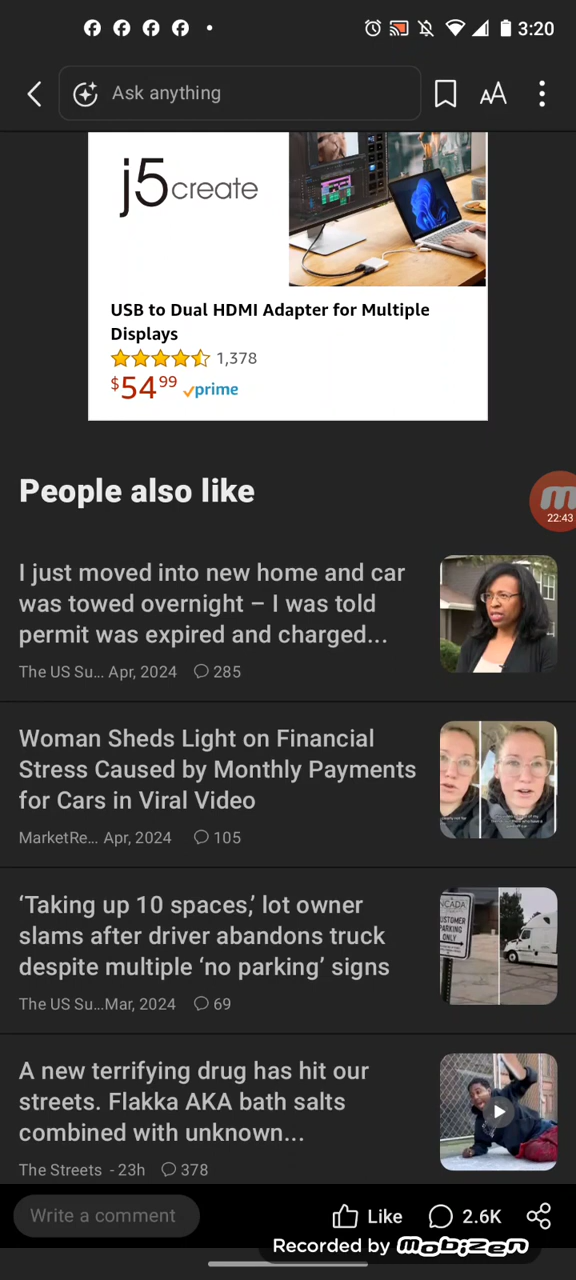 3:20
Ask anything
j5create
USB to Dual HDMI Adapter for Multiple
Displays
1,378
$54.99 prime
People also like
22:43
I just moved into new home and car
was towed overnight – I was told
permit was expired and charged...
The US Su... Apr, 2024 285
Woman Sheds Light on Financial
Stress Caused by Monthly Payments
for Cars in Viral Video
MarketRe... Apr, 2024 105
‘Taking up 10 spaces,’ lot owner
slams after driver abandons truck
despite multiple ‘no parking’ signs
CUSTOMER
PARKING
ONLY
The US Su...Mar, 2024 69
A new terrifying drug has hit our
streets. Flakka AKA bath salts
combined with unknown...
The Streets - 23h 378
Write a comment
Like
2.6K
Recorded by mobizen